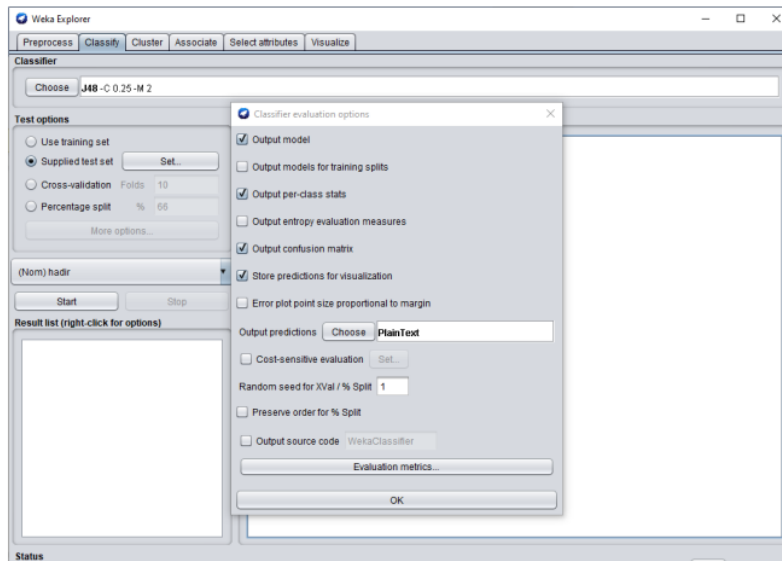 Weka Explorer
Preprocess Classify Cluster Associate Select attributes Visualize
Classifier
Choose J48 -C 0.25 -M 2
Test options
Use training set
Supplied test set Set...
Cross-validation Folds 10
Percentage split % 66
More options...
(Nom) hadir
Start Stop
Result list (right-click for options)
Classifier evaluation options
Output model
Output models for training splits
Output per-class stats
Output entropy evaluation measures
Output confusion matrix
Store predictions for visualization
Error plot point size proportional to margin
Output predictions Choose PlainText
Cost-sensitive evaluation Set...
Random seed for XVal / % Split 1
Preserve order for % Split
Output source code WekaClassifier
Evaluation metrics...
OK
Status